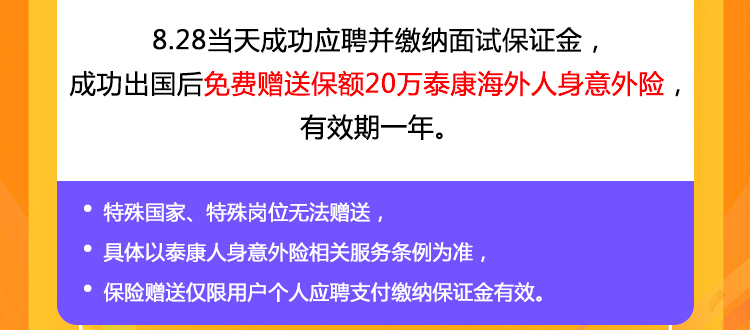 8.28当天成功应聘并缴纳面试保证金，
成功出国后免费赠送保额20万泰康海外人身意外险，
有效期一年。
• 特殊国家、特殊岗位无法赠送，
• 具体以泰康人身意外险相关服务条例为准，
• 保险赠送仅限用户个人应聘支付缴纳保证金有效。